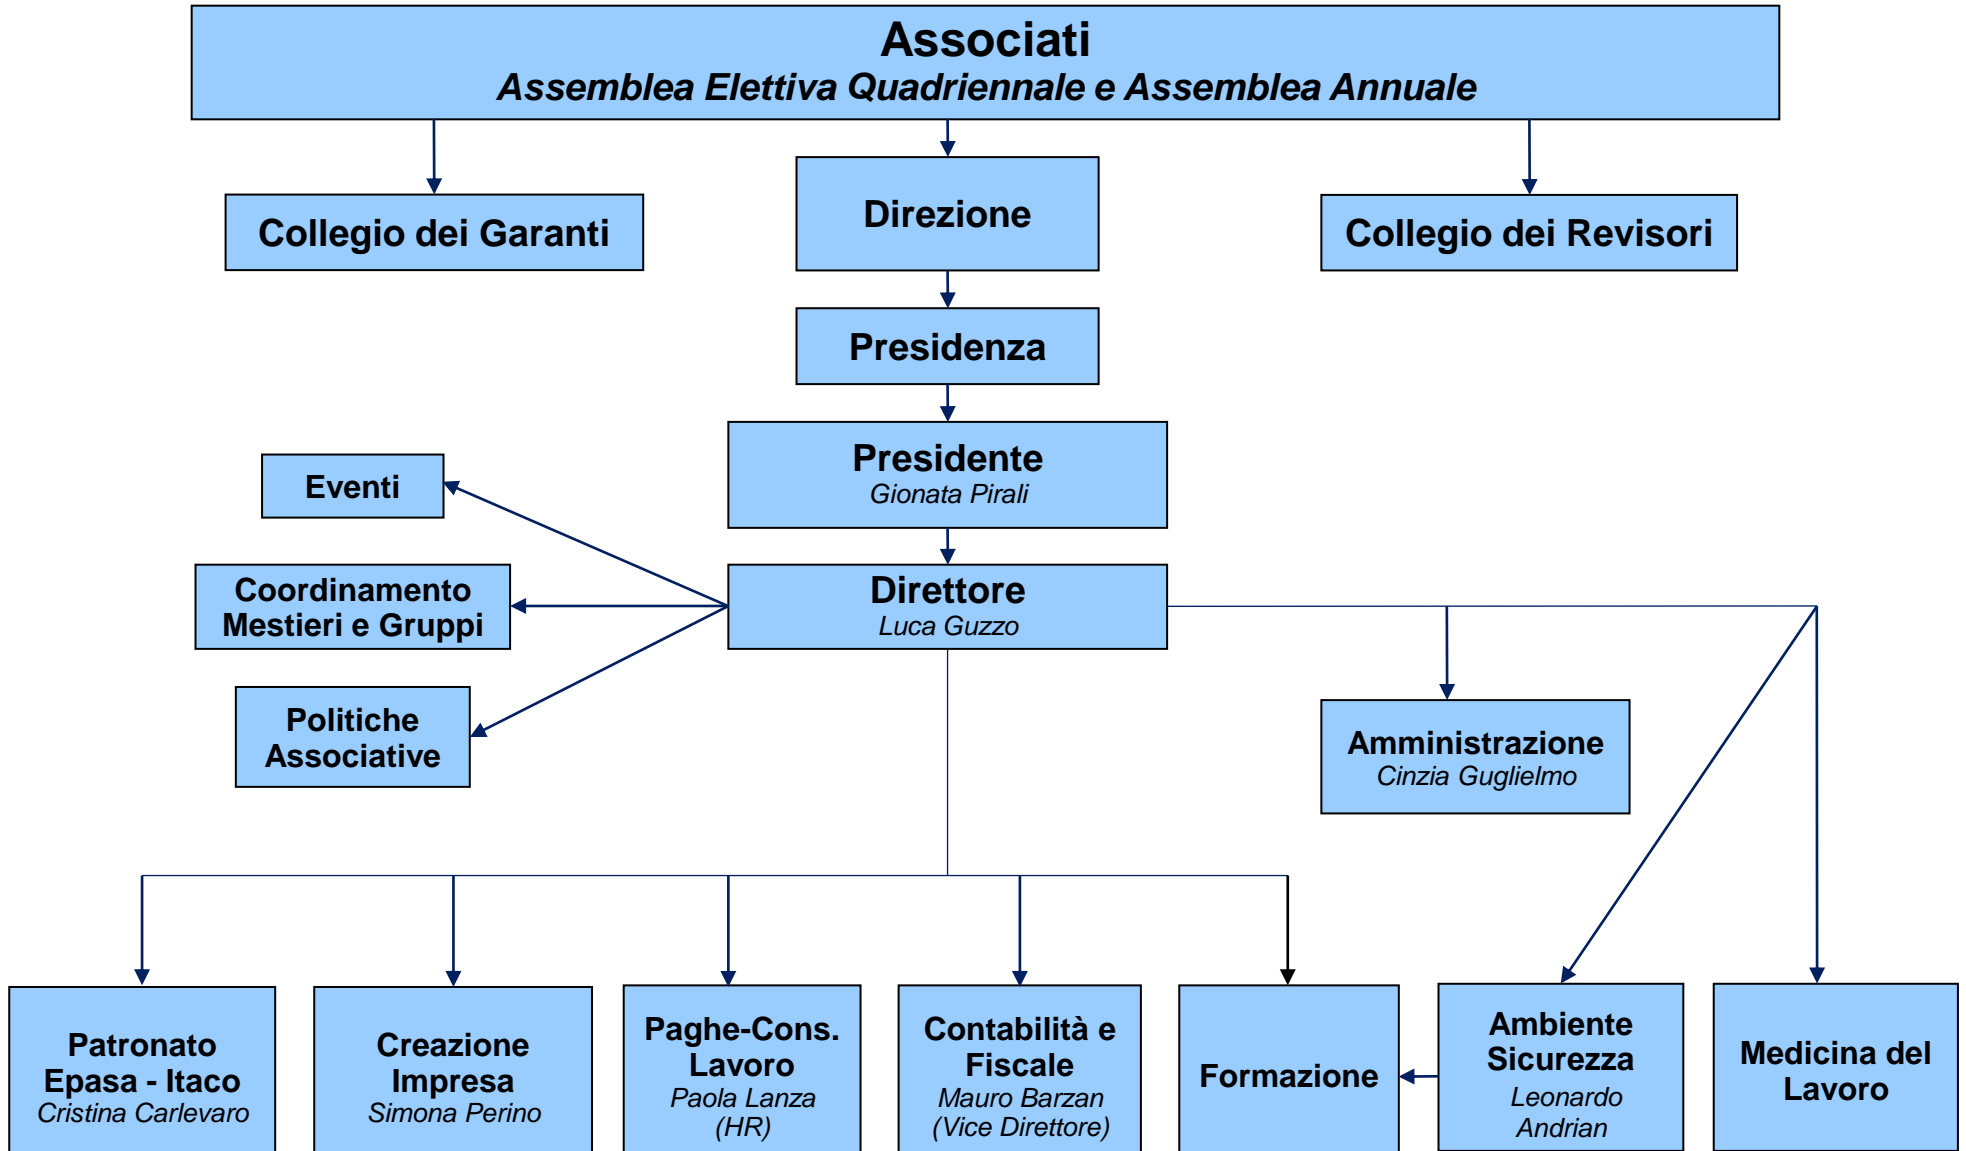 Associati
Assemblea Elettiva Quadriennale e Assemblea Annuale
Collegio dei Garanti
Direzione
Collegio dei Revisori
Presidenza
Presidente
Gionata Pirali
Eventi
Coordinamento
Mestieri e Gruppi
Direttore
Luca Guzzo
Politiche
Associative
Amministrazione
Cinzia Guglielmo
Patronato
Epasa - Itaco
Cristina Carlevaro
Creazione
Impresa
Simona Perino
Paghe-Cons.
Lavoro
Paola Lanza
(HR)
Contabilità e
Fiscale
Mauro Barzan
(Vice Direttore)
Formazione
Ambiente
Sicurezza
Leonardo
Andrian
Medicina del
Lavoro